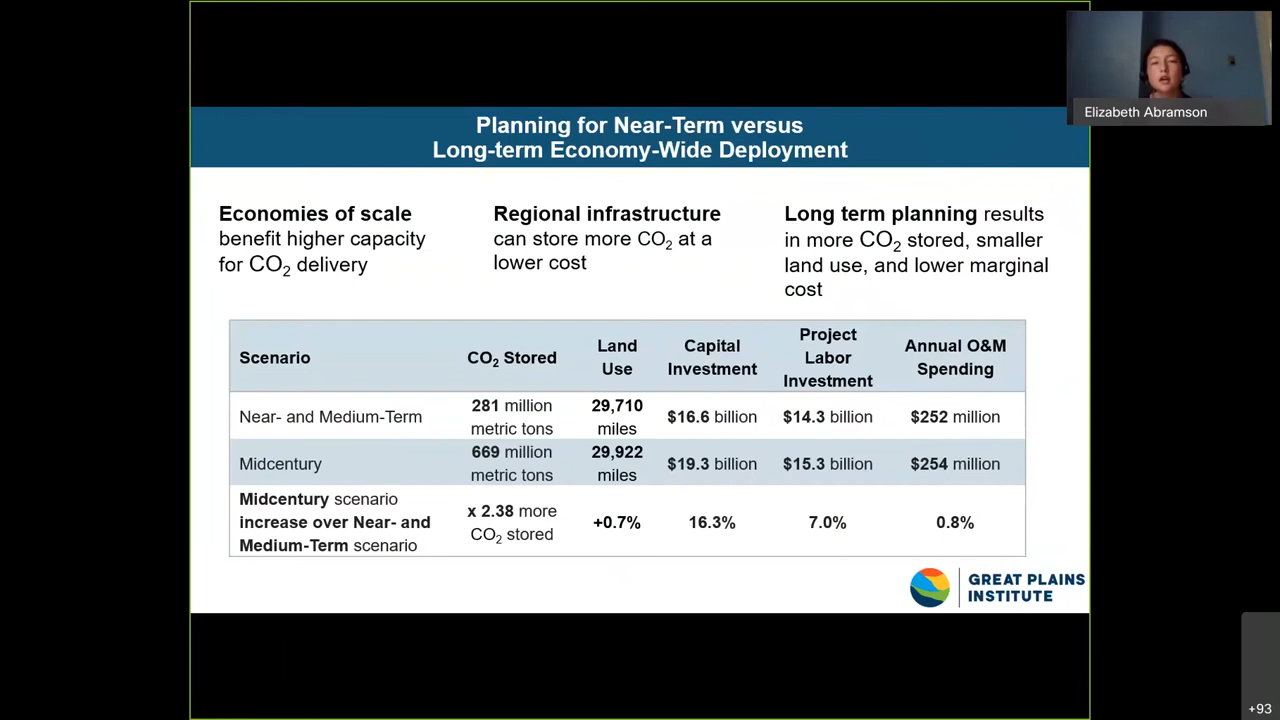 Elizabeth Abramson
Planning for Near-Term versus
Long-term Economy-Wide Deployment
Economies of scale
benefit higher capacity
for CO2 delivery
Regional infrastructure
can store more CO2 at a
lower cost
Long term planning results
in more CO2 stored, smaller
land use, and lower marginal
cost
Scenario
CO2 Stored
Land
Use
Capital
Investment
Project
Labor
Investment
Annual O&M
Spending
Near- and Medium-Term
281 million
metric tons
29,710
miles
$16.6 billion
$14.3 billion
$252 million
Midcentury
669 million
metric tons
29,922
miles
$19.3 billion
$15.3 billion
$254 million
Midcentury scenario
increase over Near- and
Medium-Term scenario
x 2.38 more
CO2 stored
+0.7%
16.3%
7.0%
0.8%
GREAT PLAINS
INSTITUTE
+93